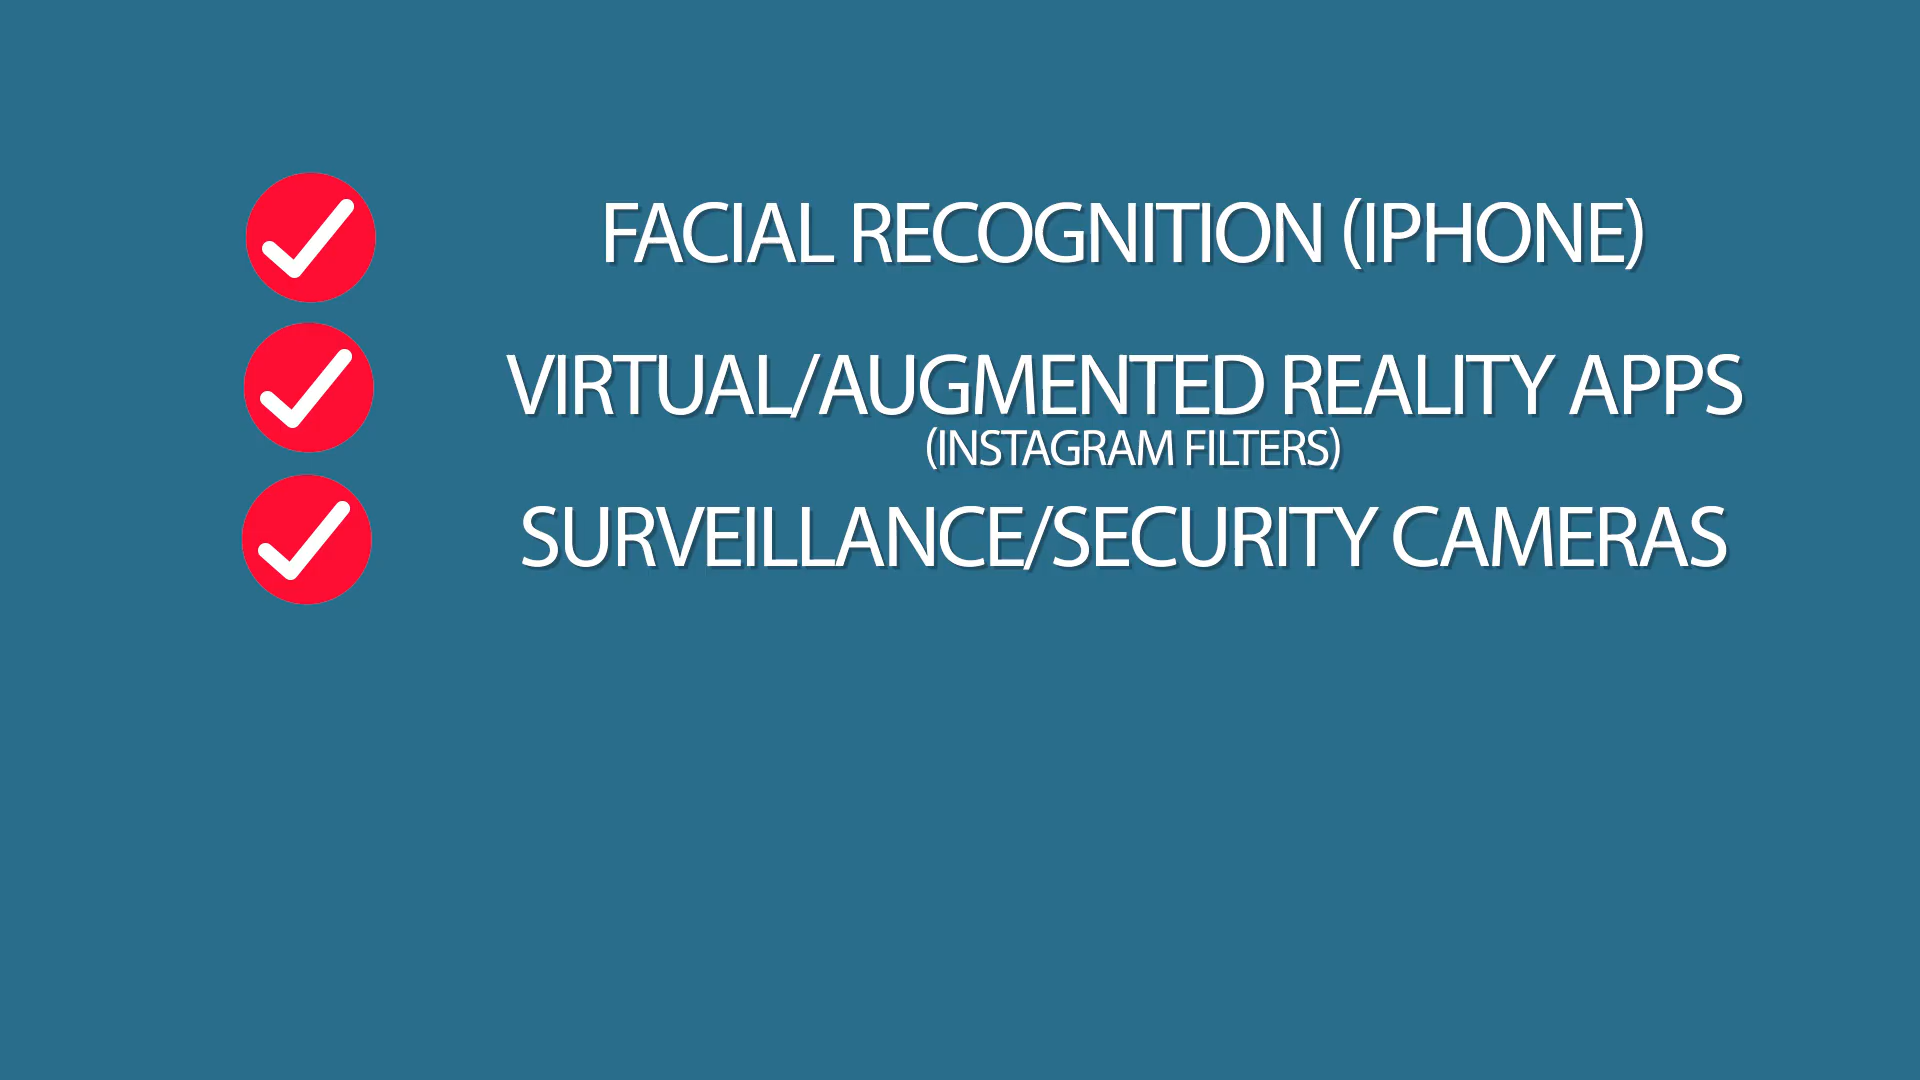 FACIAL RECOGNITION (IPHONE)
VIRTUAL/AUGMENTED REALITY APPS
(INSTAGRAM FILTERS)
SURVEILLANCE/SECURITY CAMERAS